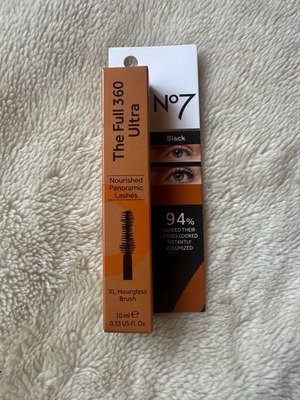 The Full 360
Ultra
Nourished
Panoramic
Lashes
XL Hourglass
Brush
10 ml ℮
0.33 US Fl. Oz.
No7
Black
94%
AGREED THEIR
LASHES LOOKED
INSTANTLY
VOLUMIZED